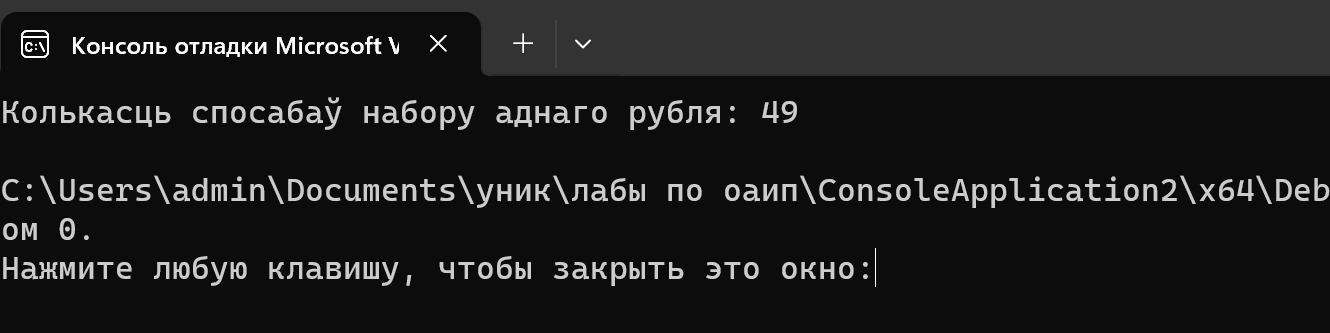 Консоль отладки Microsoft V
Колькасць спосабаў набору аднаго рубля: 49
C:\Users\admin\Documents\уник\лабы по оаип\ConsoleApplication2\x64\Deb
ом 0.
Нажмите любую клавишу, чтобы закрыть это окно: